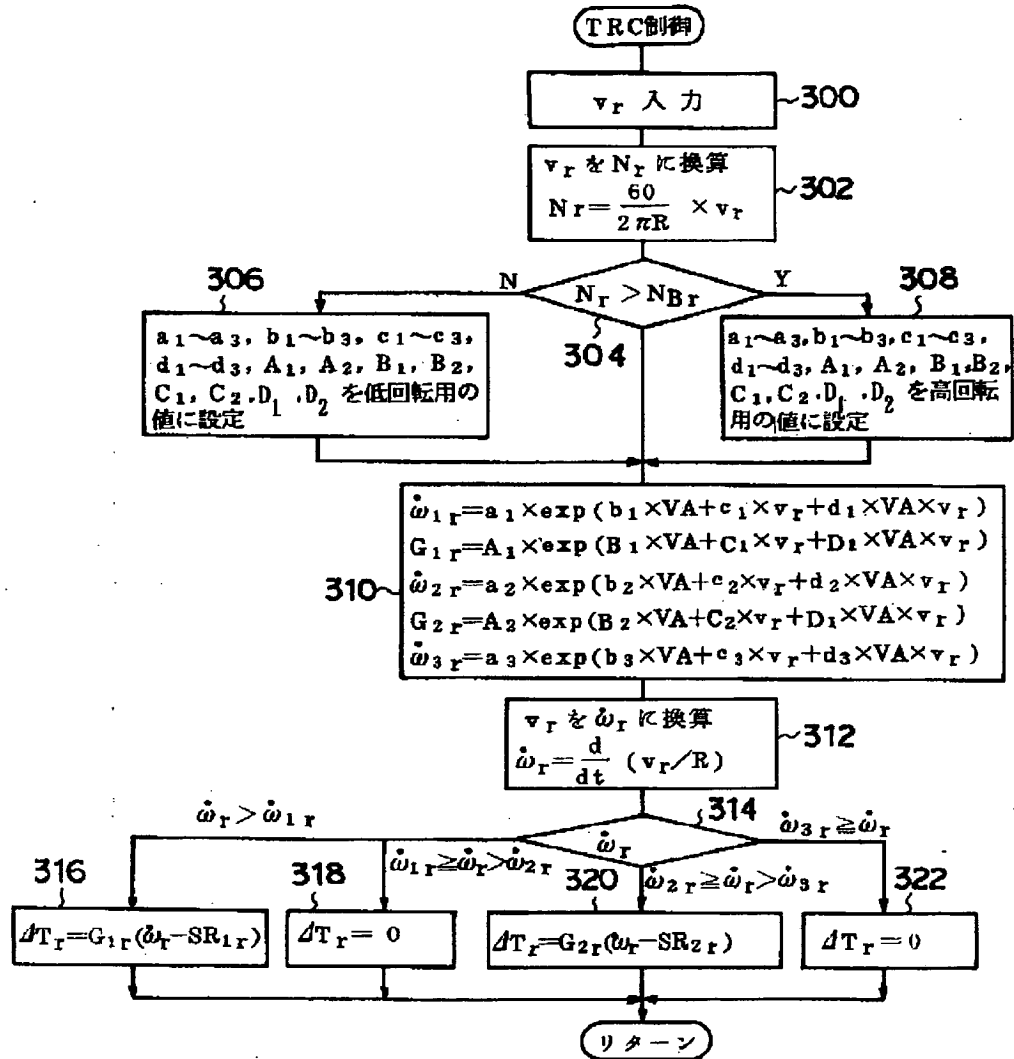 TRC制御
vr 入力
300
vr を Nr に換算
Nr=60/2πR ×vr
302
306
N
Nr>NBr
Y
308
304
a1~a3, b1~b3, c1~c3,
d1~d3, A1, A2, B1, B2,
C1, C2,D1,D2 を低回転用の
値に設定
a1~a3,b1~b3,c1~c3,
d1~d3, A1, A2, B1,B2,
C1, C2,D1,D2 を高回転
用の値に設定
310
ω̇1r=a1×exp(b1×VA+c1×vr+d1×VA×vr)
G1r=A1×exp(B1×VA+C1×vr+D1×VA×vr)
ω̇2r=a2×exp(b2×VA+c2×vr+d2×VA×vr)
G2r=A2×exp(B2×VA+C2×vr+D1×VA×vr)
ω̇3r=a3×exp(b3×VA+c3×vr+d3×VA×vr)
vr を ω̇r に換算
ω̇r=d/dt (vr/R)
312
314
ω̇r
ω̇r>ω̇1r
ω̇1r≧ω̇r>ω̇2r
ω̇2r≧ω̇r>ω̇3r
ω̇3r≧ω̇r
316
318
320
322
ΔTr=G1r(ω̇r-SR1r)
ΔTr= 0
ΔTr=G2r(ω̇r-SR2r)
ΔTr=0
リターン